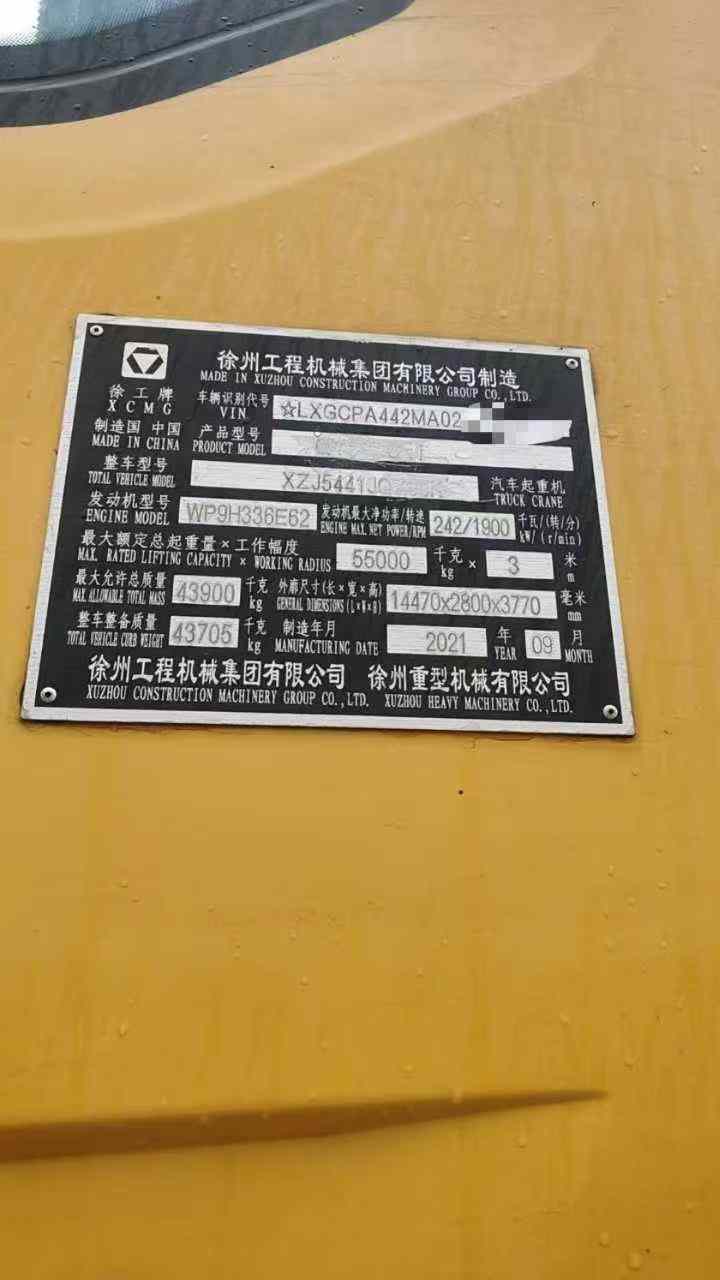 徐州工程机械集团有限公司制造
MADE IN XUZHOU CONSTRUCTION MACHINERY GROUP CO.,LTD.
徐工牌
XCMG
车辆识别代号
VIN
☆LXGCPA442MA02
制造国 中国
MADE IN CHINA
产品型号
PRODUCT MODEL
整车型号
TOTAL VEHICLE MODEL
XZJ5441JQ
汽车起重机
TRUCK CRANE
发动机型号
ENGINE MODEL
WP9H336E62
发动机最大净功率/转速
ENGINE MAX. NET POWER/RPM
242/1900
千瓦/(转/分)
kW/(r/min)
最大额定总起重量×工作幅度
MAX. RATED LIFTING CAPACITY × WORKING RADIUS
55000
千克
kg
×
3
米
m
最大允许总质量
MAX ALLOWABLE TOTAL MASS
43900
千克
kg
外廓尺寸(长×宽×高)
GENERAL DIMENSIONS(L×W×H)
14470x2800x3770
毫米
mm
整车整备质量
TOTAL VEHICLE CURB WEIGHT
43705
千克
kg
制造年月
MANUFACTURING DATE
2021
年
YEAR
09
月
MONTH
徐州工程机械集团有限公司 徐州重型机械有限公司
XUZHOU CONSTRUCTION MACHINERY GROUP CO.,LTD. XUZHOU HEAVY MACHINERY CO.,LTD.